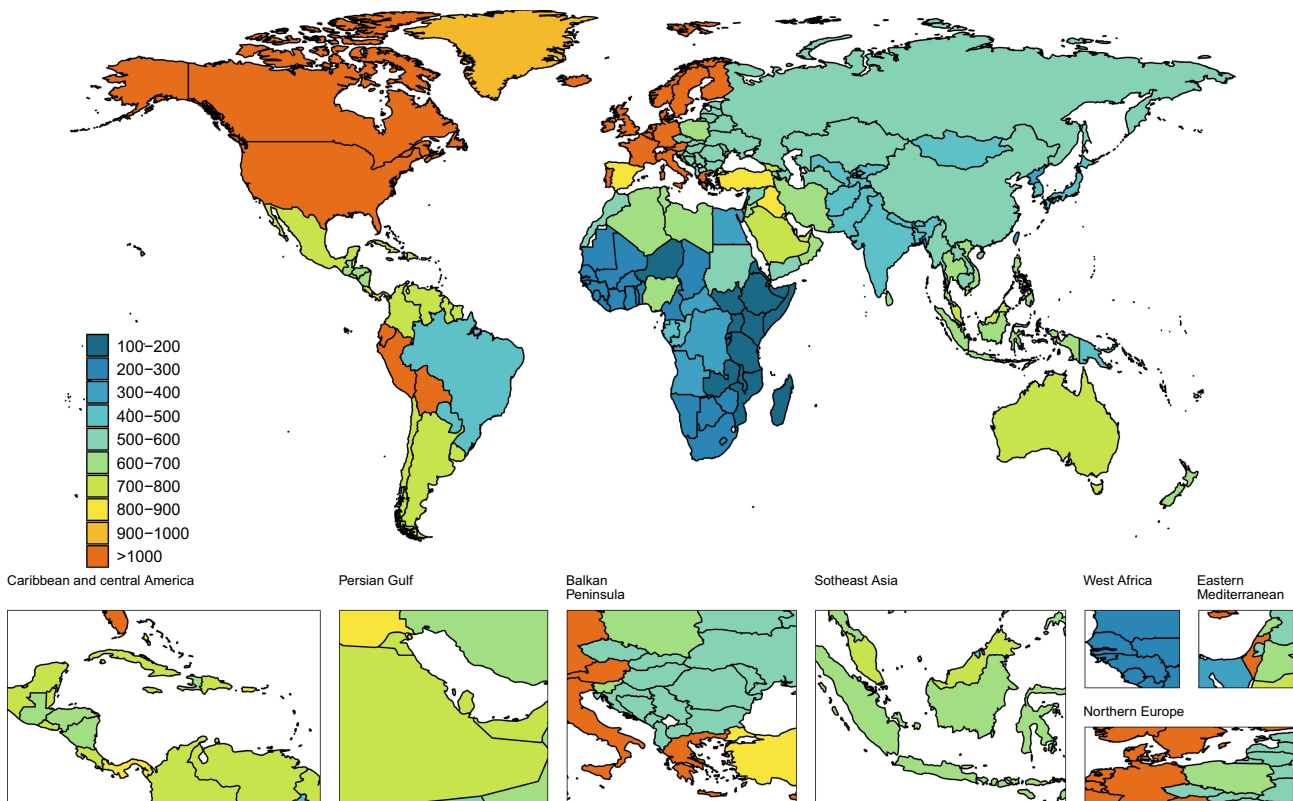 100−200
200−300
300−400
400−500
500−600
600−700
700−800
800−900
900−1000
>1000
Caribbean and central America
Persian Gulf
Balkan
Peninsula
Sotheast Asia
West Africa
Eastern
Mediterranean
Northern Europe